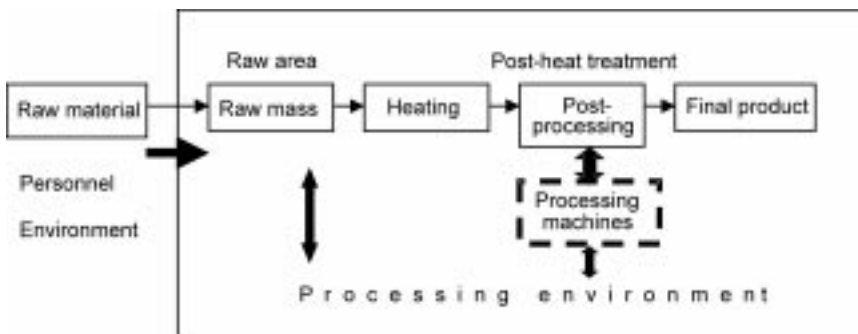 Raw area
Post-heat treatment
Raw material
Raw mass
Heating
Post-
processing
Final product
Personnel
Environment
Processing
machines
Processing environment